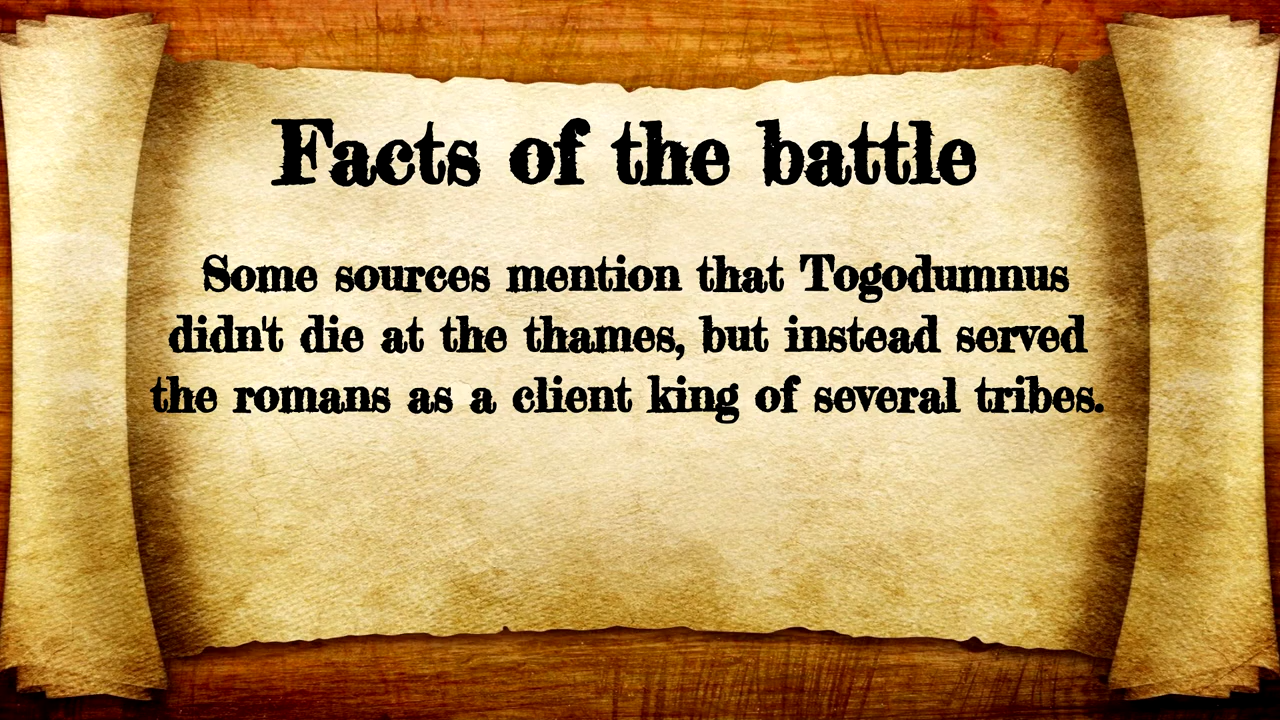 Facts of the battle
Some sources mention that Togodumnus
didn't die at the thames, but instead served
the romans as a client king of several tribes.